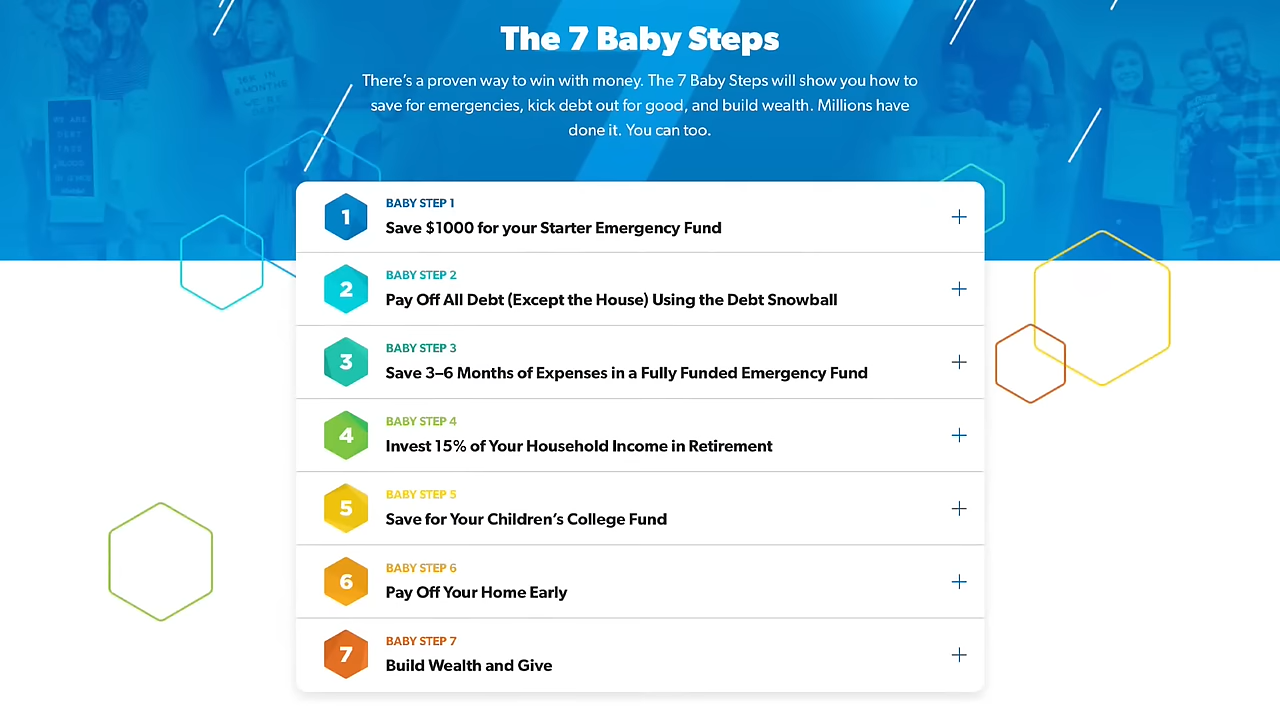 The 7 Baby Steps
There's a proven way to win with money. The 7 Baby Steps will show you how to
save for emergencies, kick debt out for good, and build wealth. Millions have
done it. You can too.
WE ARE
DEBT
FREE
1
BABY STEP 1
Save $1000 for your Starter Emergency Fund
2
BABY STEP 2
Pay Off All Debt (Except the House) Using the Debt Snowball
3
BABY STEP 3
Save 3–6 Months of Expenses in a Fully Funded Emergency Fund
4
BABY STEP 4
Invest 15% of Your Household Income in Retirement
5
BABY STEP 5
Save for Your Children's College Fund
6
BABY STEP 6
Pay Off Your Home Early
7
BABY STEP 7
Build Wealth and Give